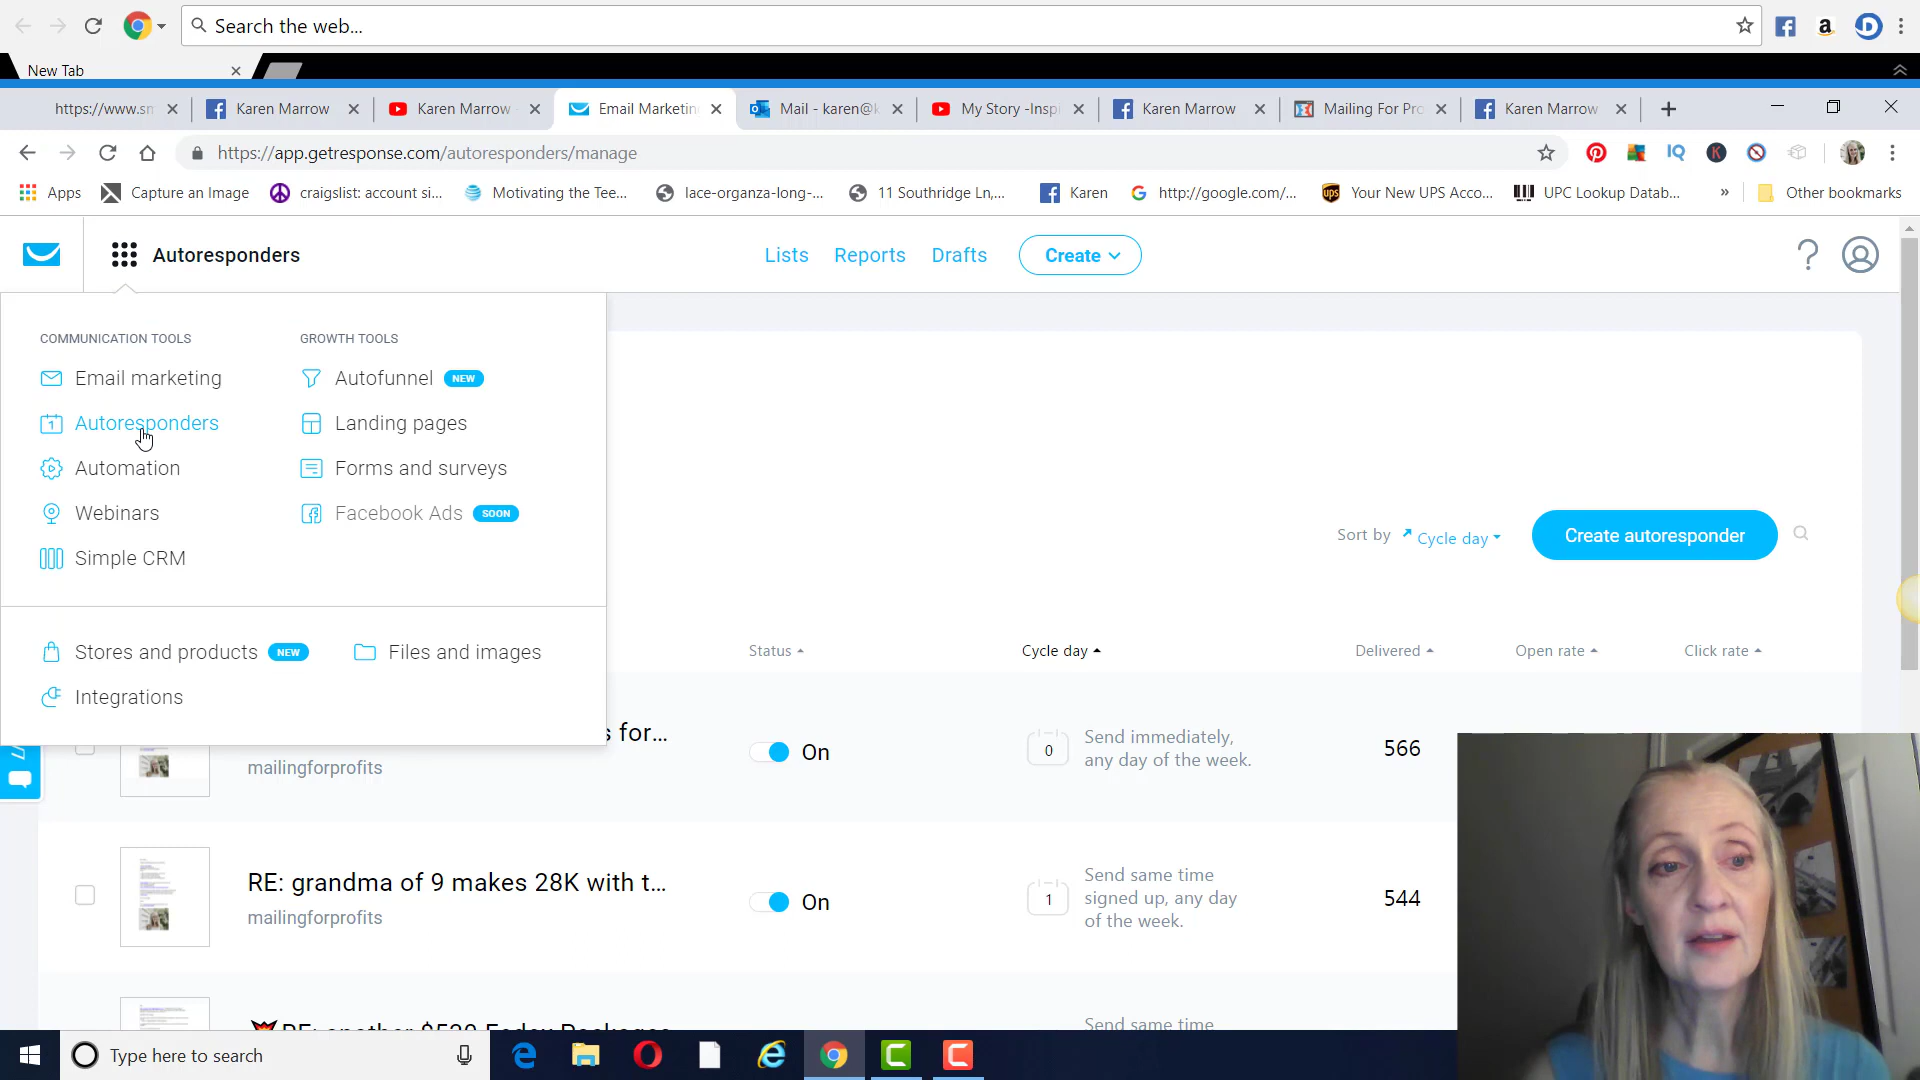 Search the web...
New Tab
https://www.sm
Karen Marrow
Karen Marrow -
Email Marketin
Mail - karen@k
My Story -Inspi
Karen Marrow
Mailing For Pro
Karen Marrow
https://app.getresponse.com/autoresponders/manage
Apps
Capture an Image
craigslist: account si...
Motivating the Tee...
lace-organza-long-...
11 Southridge Ln,...
Karen
http://google.com/...
Your New UPS Acco...
UPC Lookup Datab...
»
Other bookmarks
Autoresponders
Lists
Reports
Drafts
Create
COMMUNICATION TOOLS
Email marketing
Autoresponders
Automation
Webinars
Simple CRM
GROWTH TOOLS
Autofunnel NEW
Landing pages
Forms and surveys
Facebook Ads SOON
Stores and products NEW
Files and images
Integrations
Sort by
Cycle day
Create autoresponder
Status
Cycle day
Delivered
Open rate
Click rate
for...
mailingforprofits
On
0
Send immediately,
any day of the week.
566
RE: grandma of 9 makes 28K with t...
mailingforprofits
On
1
Send same time
signed up, any day
of the week.
544
Send same time
Type here to search